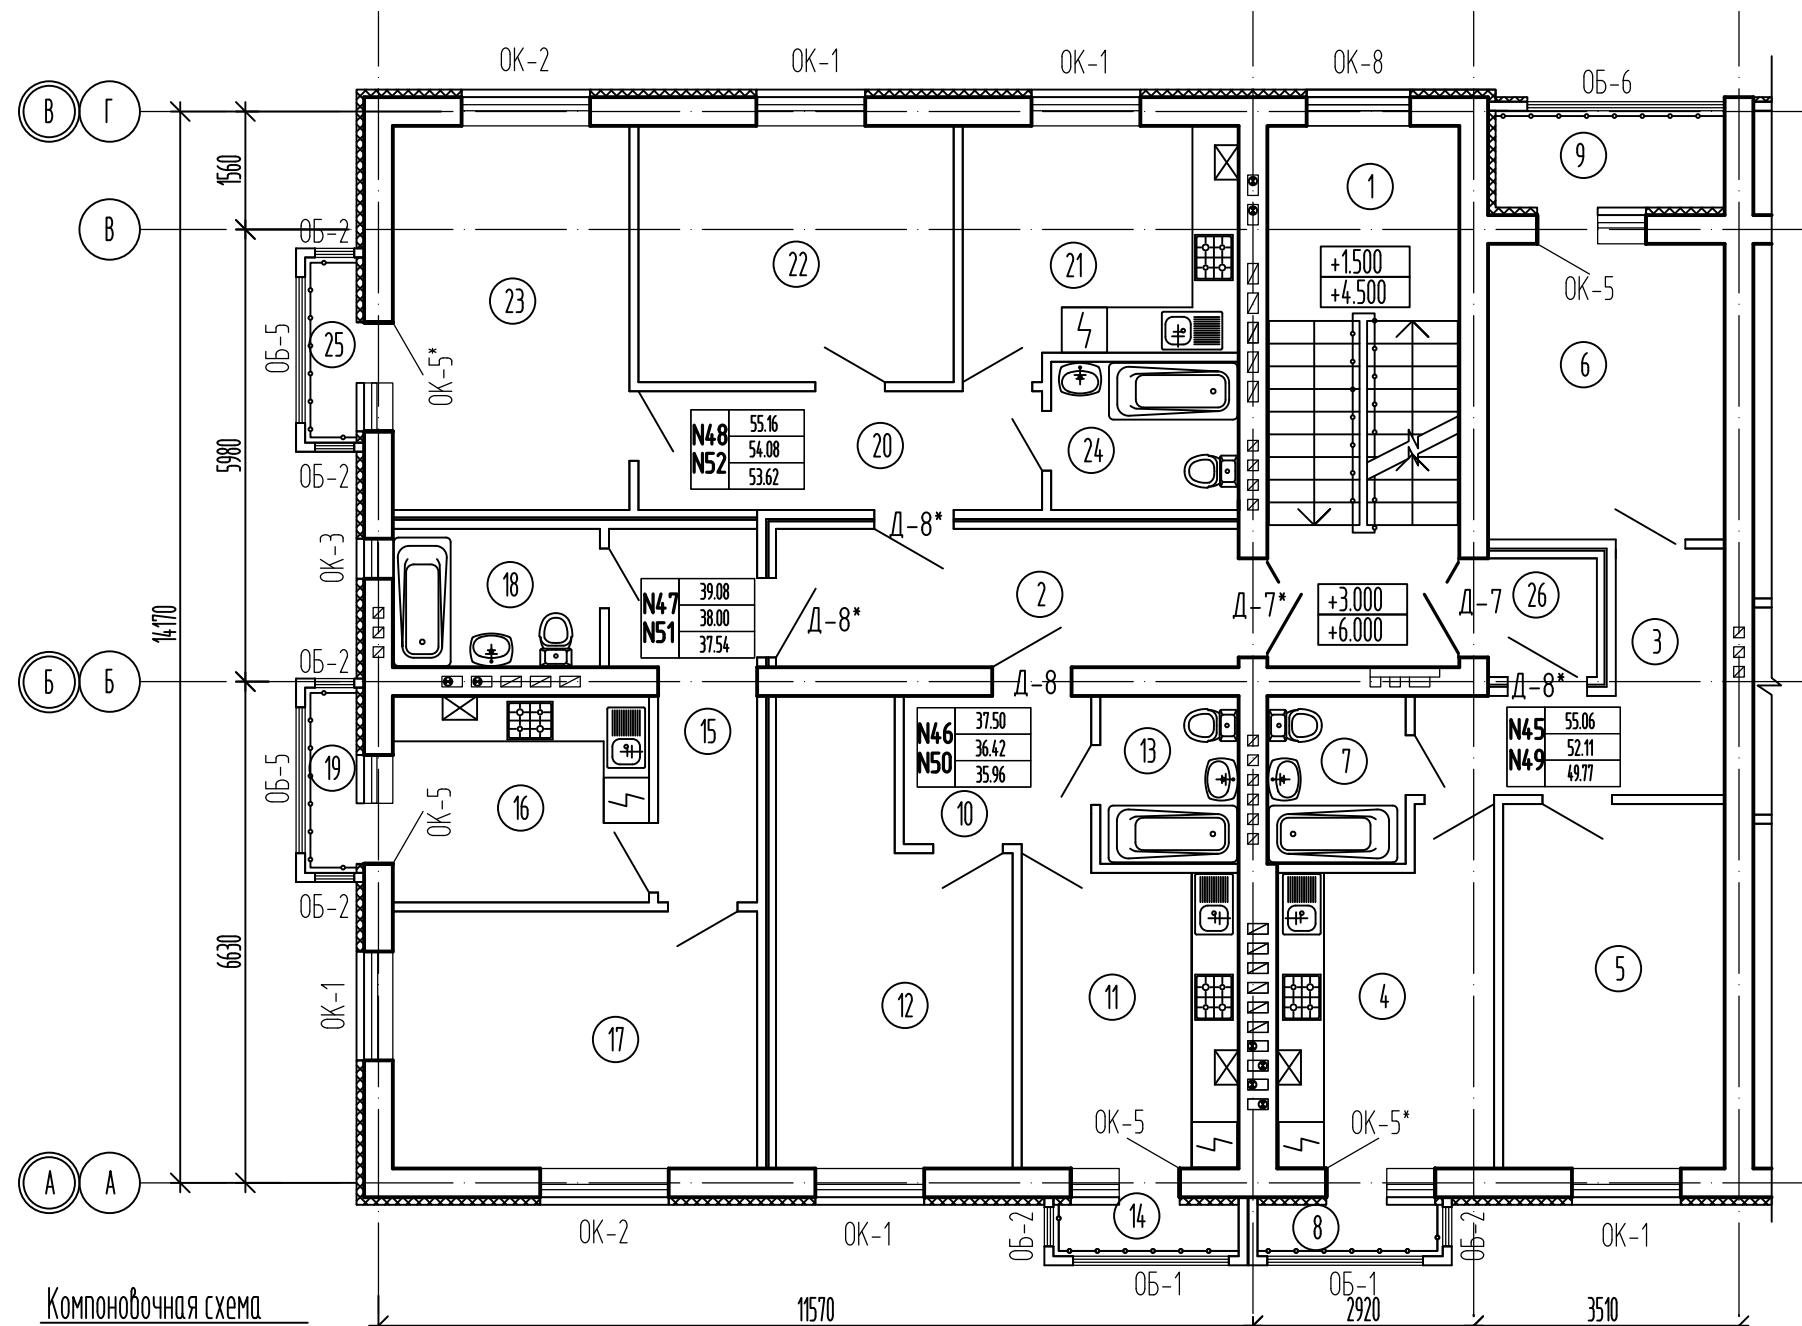 ОК-2
ОК-1
ОК-1
ОК-8
ОБ-6
В
Г
9
1560
1
В
ОБ-2
22
21
+1.500
+4.500
ОК-5
23
ОБ-5
25
ОК-5*
6
N48
N52
55.16
54.08
53.62
20
24
5980
ОБ-2
Д-8*
ОК-3
18
2
26
14170
N47
N51
39.08
38.00
37.54
Д-8*
Д-7*
+3.000
+6.000
Д-7
3
ОБ-2
Б
Б
Д-8
Д-8*
15
N46
N50
37.50
36.42
35.96
13
7
N45
N49
55.06
52.11
49.77
ОБ-5
19
16
ОК-5
10
ОБ-2
6630
5
ОК-1
12
11
4
17
ОК-5
ОК-5*
А
А
14
8
ОК-2
ОК-1
ОБ-2
ОБ-2
ОК-1
ОБ-1
ОБ-1
Компоновочная схема
11570
2920
3510